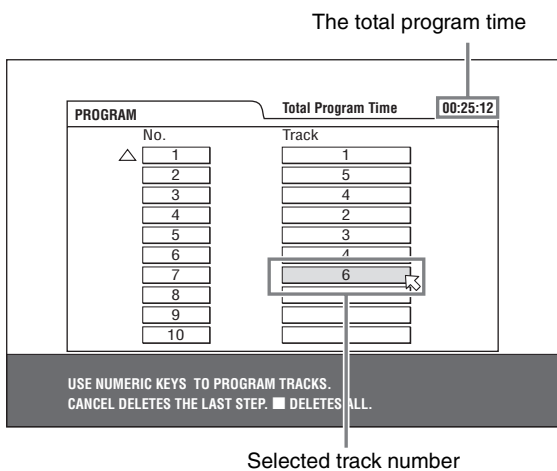 The total program time
PROGRAM Total Program Time 00:25:12
No. Track
1 1
2 5
3 4
4 2
5 3
6 4
7 6
8
9
10
USE NUMERIC KEYS TO PROGRAM TRACKS.
CANCEL DELETES THE LAST STEP. ■ DELETES ALL.
Selected track number